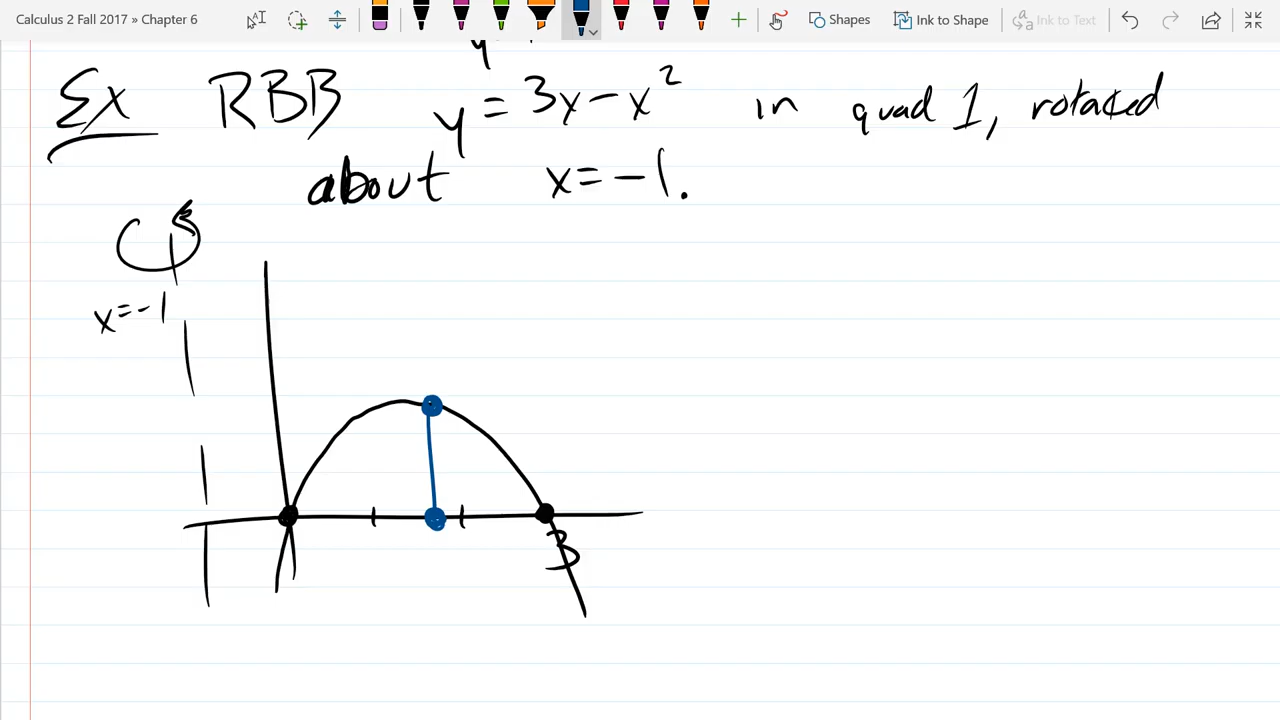 Calculus 2 Fall 2017 » Chapter 6 Shapes Ink to Shape Ink to Text
Ex RBB y = 3x - x² in quad 1, rotated
about x = -1.
x = -1
3